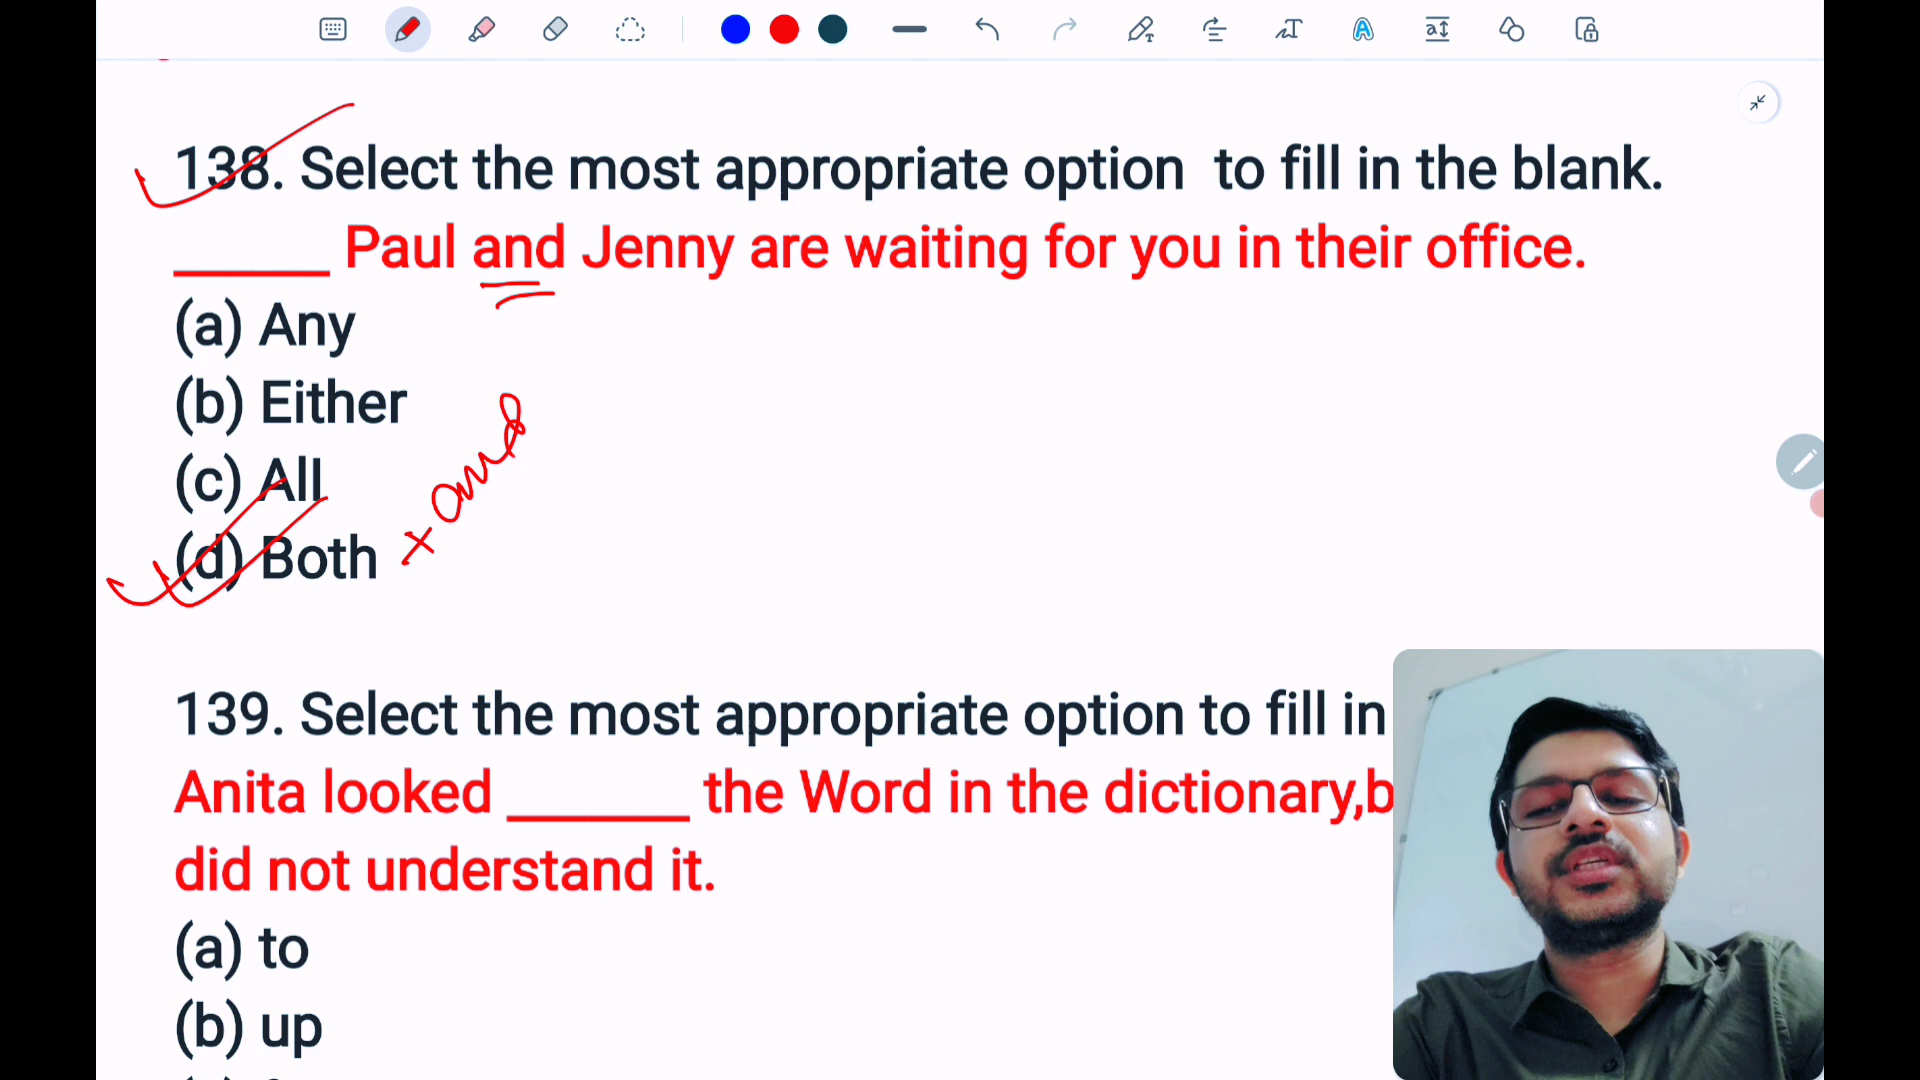 138. Select the most appropriate option to fill in the blank.
______ Paul and Jenny are waiting for you in their office.
(a) Any
(b) Either
(c) All
(d) Both + and
139. Select the most appropriate option to fill in
Anita looked _______ the Word in the dictionary,b
did not understand it.
(a) to
(b) up